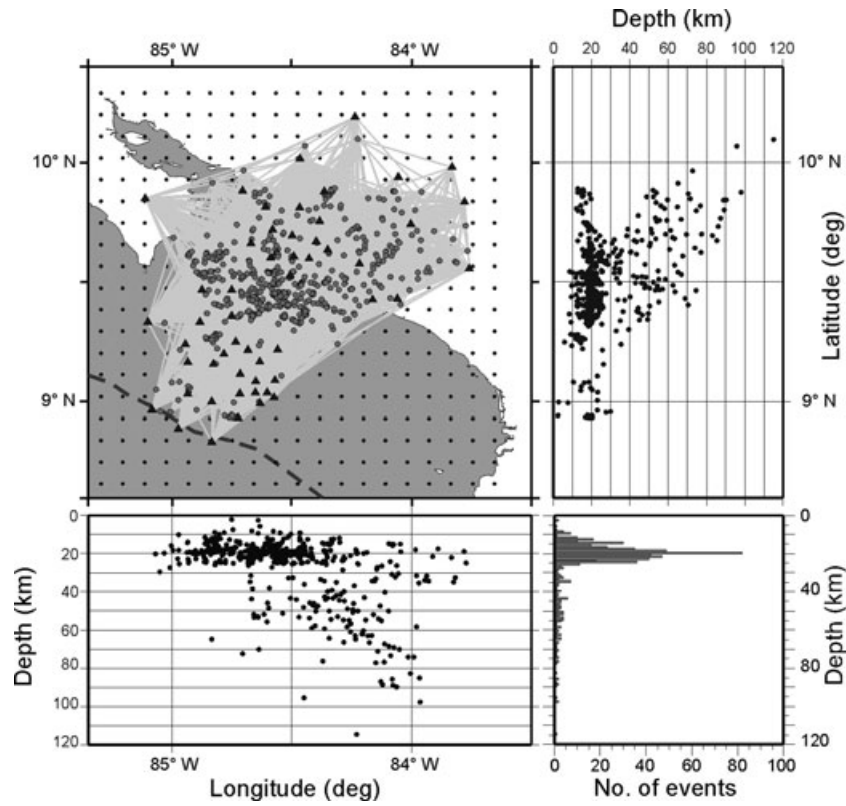 Depth (km)
85° W 84° W
0 20 40 60 80 100 120
10° N
9° N
10° N
9° N
Latitude (deg)
0
20
40
60
80
100
120
Depth (km)
85° W 84° W
Longitude (deg)
0
40
80
120
Depth (km)
0 20 40 60 80 100
No. of events